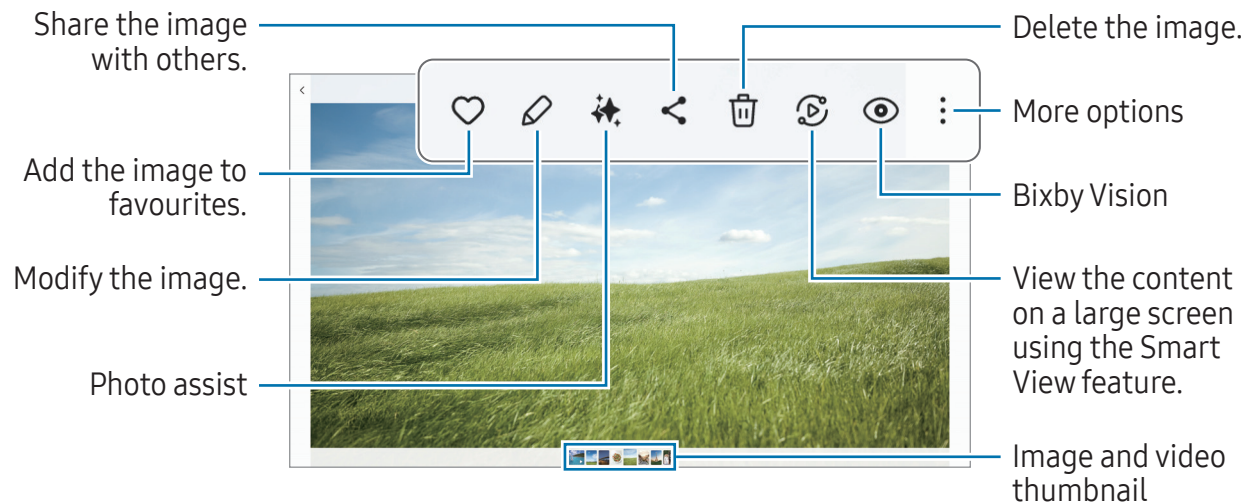 Share the image
with others.
Add the image to
favourites.
Modify the image.
Photo assist
Delete the image.
More options
Bixby Vision
View the content
on a large screen
using the Smart
View feature.
Image and video
thumbnail